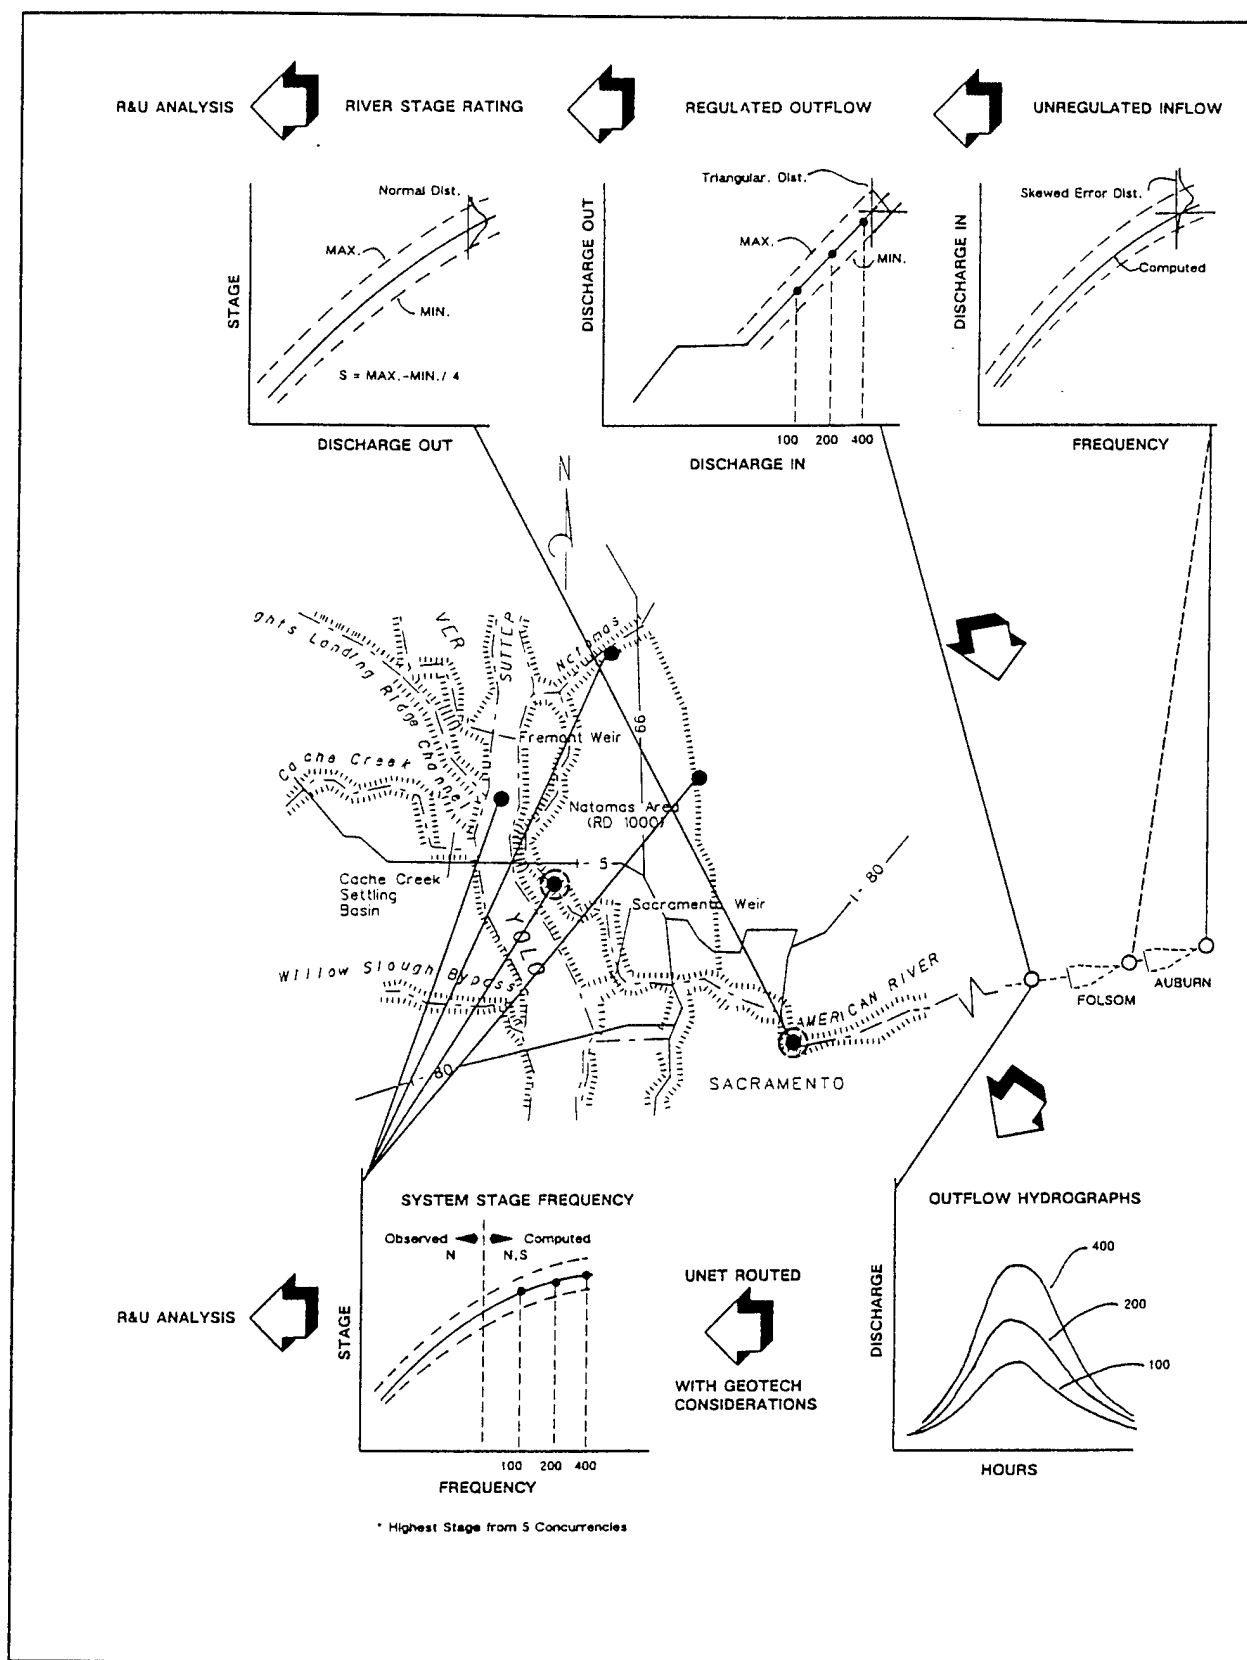 R&U ANALYSIS
RIVER STAGE RATING
REGULATED OUTFLOW
UNREGULATED INFLOW
STAGE
Normal Dist.
MAX.
MIN.
S = MAX.-MIN./ 4
DISCHARGE OUT
DISCHARGE OUT
Triangular. Dist.
MAX.
MIN.
100 200 400
DISCHARGE IN
DISCHARGE IN
Skewed Error Dist.
Computed
FREQUENCY
N
ghts Landing Ridge Channel
VER
SUTTER
Natomas
Fremont Weir
99
Cache Creek
Natomas Area
(RD 1000)
I - 5
Cache Creek
Settling
Basin
YOLO
Sacramento Weir
I - 80
Willow Slough Bypass
AMERICAN RIVER
FOLSOM
AUBURN
I - 80
SACRAMENTO
SYSTEM STAGE FREQUENCY
Observed
N
Computed
N,S
STAGE
100 200 400
FREQUENCY
* Highest Stage from 5 Concurrencies
R&U ANALYSIS
UNET ROUTED
WITH GEOTECH
CONSIDERATIONS
OUTFLOW HYDROGRAPHS
DISCHARGE
400
200
100
HOURS